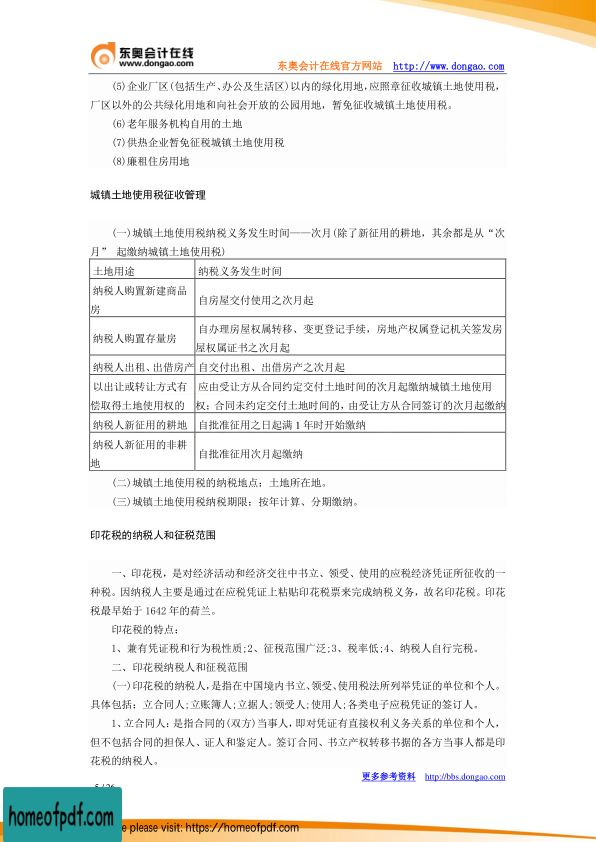 东奥会计在线
www.dongao.com
东奥会计在线官方网站 http://www.dongao.com
(5)企业厂区(包括生产、办公及生活区)以内的绿化用地,应照章征收城镇土地使用税,
厂区以外的公共绿化用地和向社会开放的公园用地，暂免征收城镇土地使用税。
(6)老年服务机构自用的土地
(7)供热企业暂免征税城镇土地使用税
(8)廉租住房用地
城镇土地使用税征收管理
(一)城镇土地使用税纳税义务发生时间——次月(除了新征用的耕地，其余都是从“次
月” 起缴纳城镇土地使用税)
土地用途 纳税义务发生时间
纳税人购置新建商品
房
自房屋交付使用之次月起
纳税人购置存量房
自办理房屋权属转移、变更登记手续，房地产权属登记机关签发房
屋权属证书之次月起
纳税人出租、出借房产 自交付出租、出借房产之次月起
以出让或转让方式有
偿取得土地使用权的
应由受让方从合同约定交付土地时间的次月起缴纳城镇土地使用
权；合同未约定交付土地时间的，由受让方从合同签订的次月起缴纳
纳税人新征用的耕地 自批准征用之日起满 1 年时开始缴纳
纳税人新征用的非耕
地
自批准征用次月起缴纳
(二)城镇土地使用税的纳税地点：土地所在地。
(三)城镇土地使用税纳税期限：按年计算、分期缴纳。
印花税的纳税人和征税范围
一、印花税，是对经济活动和经济交往中书立、领受、使用的应税经济凭证所征收的一
种税。因纳税人主要是通过在应税凭证上粘贴印花税票来完成纳税义务，故名印花税。印花
税最早始于 1642 年的荷兰。
印花税的特点：
1、兼有凭证税和行为税性质;2、征税范围广泛;3、税率低;4、纳税人自行完税。
二、印花税纳税人和征税范围
(一)印花税的纳税人,是指在中国境内书立、领受、使用税法所列举凭证的单位和个人。
具体包括：立合同人;立账簿人;立据人;领受人;使用人;各类电子应税凭证的签订人。
1、立合同人：是指合同的(双方)当事人，即对凭证有直接权利义务关系的单位和个人，
但不包括合同的担保人、证人和鉴定人。签订合同、书立产权转移书据的各方当事人都是印
花税的纳税人。
更多参考资料 http://bbs.dongao.com
5 / 26
homeofpdf.com
e please visit: https://homeofpdf.com